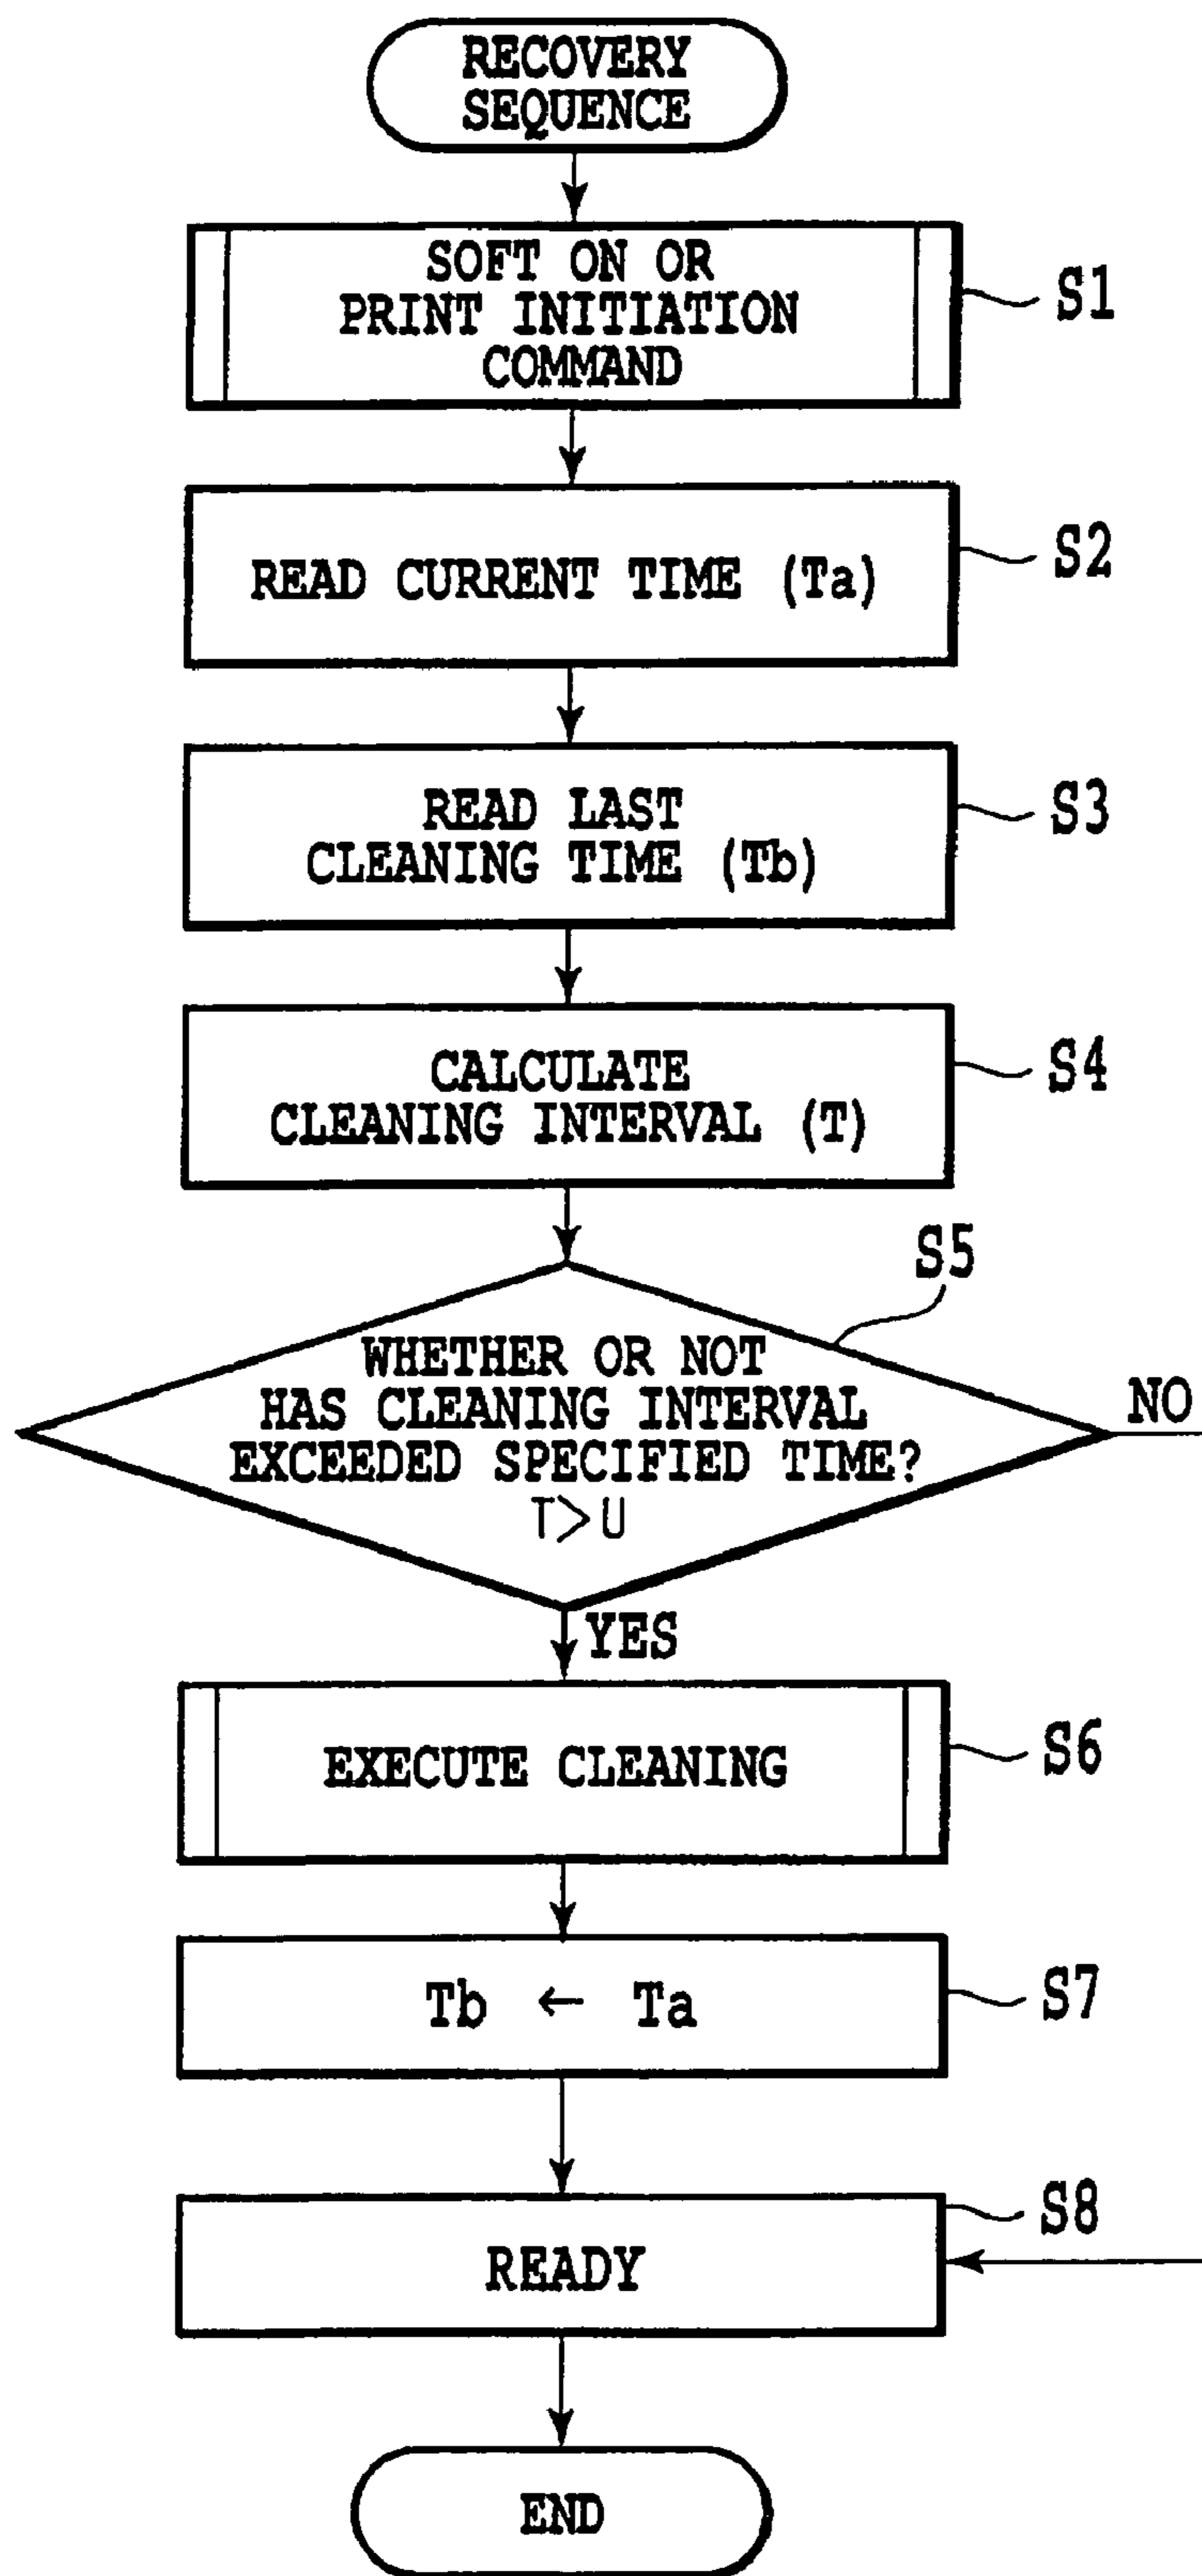 RECOVERY
SEQUENCE
SOFT ON OR
PRINT INITIATION
COMMAND
S1
READ CURRENT TIME (Ta)
S2
READ LAST
CLEANING TIME (Tb)
S3
CALCULATE
CLEANING INTERVAL (T)
S4
S5
WHETHER OR NOT
HAS CLEANING INTERVAL
EXCEEDED SPECIFIED TIME?
T>U
NO
YES
EXECUTE CLEANING
S6
Tb ← Ta
S7
READY
S8
END